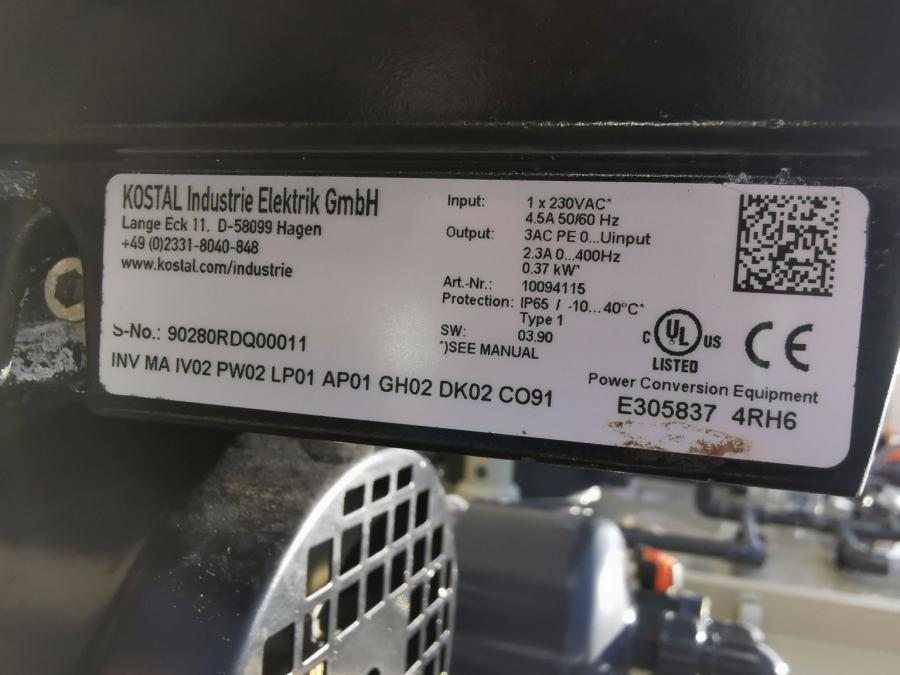 KOSTAL Industrie Elektrik GmbH
Lange Eck 11, D-58099 Hagen
+49 (0)2331-8040-848
www.kostal.com/industrie
S-No.: 90280RDQ00011
INV MA IV02 PW02 LP01 AP01 GH02 DK02 CO91
Input: 1 x 230VAC*
4.5A 50/60 Hz
Output: 3AC PE 0...Uinput
2.3A 0...400Hz
0.37 kW*
Art.-Nr.: 10094115
Protection: IP65 / -10...40°C*
Type 1
SW: 03.90
*)SEE MANUAL
C UL US
LISTED
CE
Power Conversion Equipment
E305837 4RH6